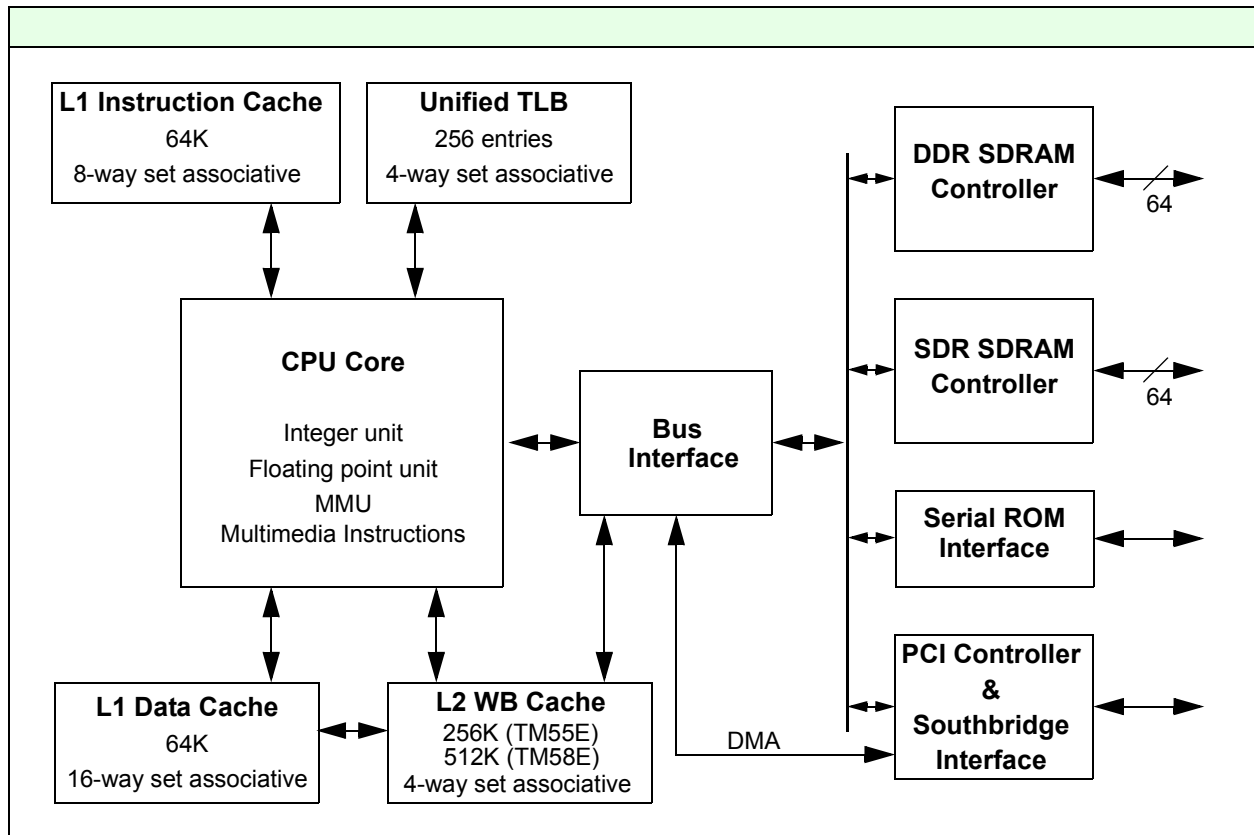 L1 Instruction Cache
64K
8-way set associative
Unified TLB
256 entries
4-way set associative
DDR SDRAM
Controller
64
CPU Core
Integer unit
Floating point unit
MMU
Multimedia Instructions
Bus
Interface
SDR SDRAM
Controller
64
Serial ROM
Interface
L1 Data Cache
64K
16-way set associative
L2 WB Cache
256K (TM55E)
512K (TM58E)
4-way set associative
DMA
PCI Controller
&
Southbridge
Interface